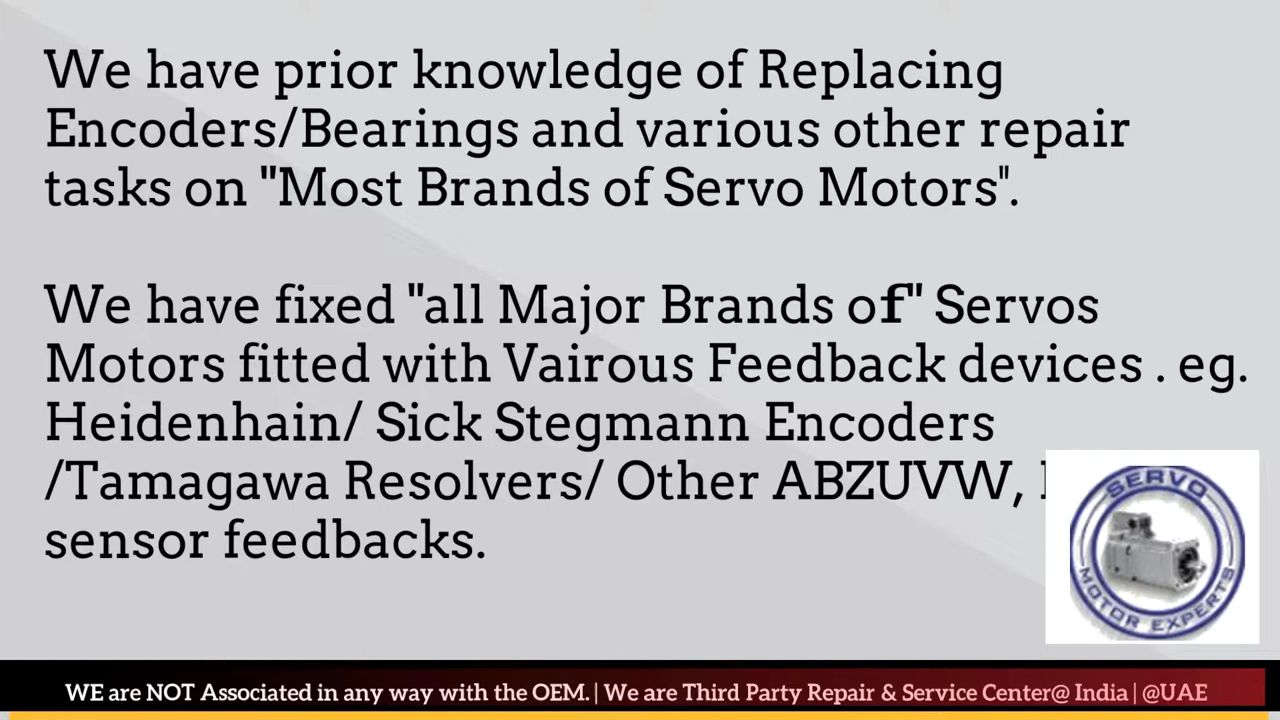 We have prior knowledge of Replacing
Encoders/Bearings and various other repair
tasks on "Most Brands of Servo Motors".
We have fixed "all Major Brands of" Servos
Motors fitted with Vairous Feedback devices . eg.
Heidenhain/ Sick Stegmann Encoders
/Tamagawa Resolvers/ Other ABZUVW,
sensor feedbacks.
SERVO
MOTOR EXPERTS
WE are NOT Associated in any way with the OEM. | We are Third Party Repair & Service Center@ India | @UAE